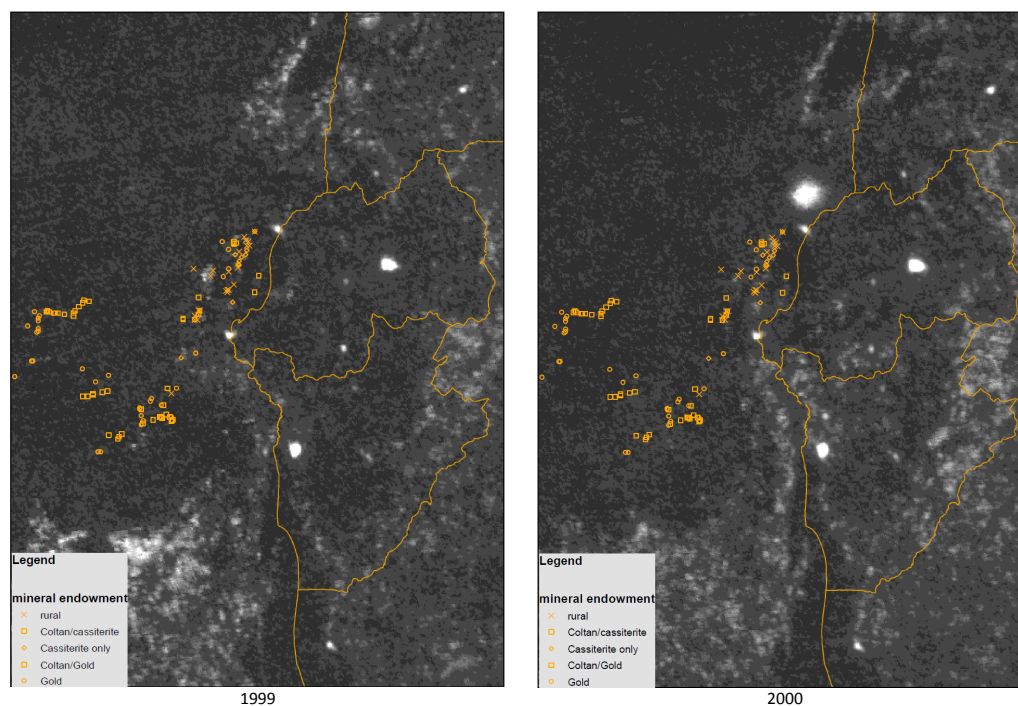 Legend
mineral endowment
rural
Coltan/cassiterite
Cassiterite only
Coltan/Gold
Gold
1999
Legend
mineral endowment
rural
Coltan/cassiterite
Cassiterite only
Coltan/Gold
Gold
2000